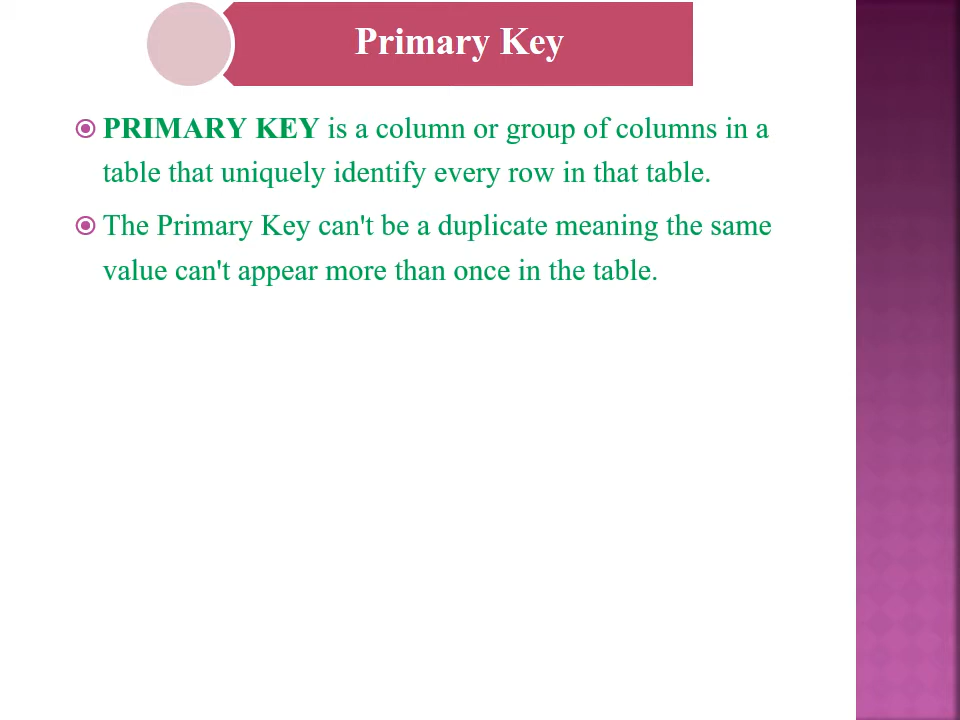 Primary Key
PRIMARY KEY is a column or group of columns in a
table that uniquely identify every row in that table.
The Primary Key can't be a duplicate meaning the same
value can't appear more than once in the table.